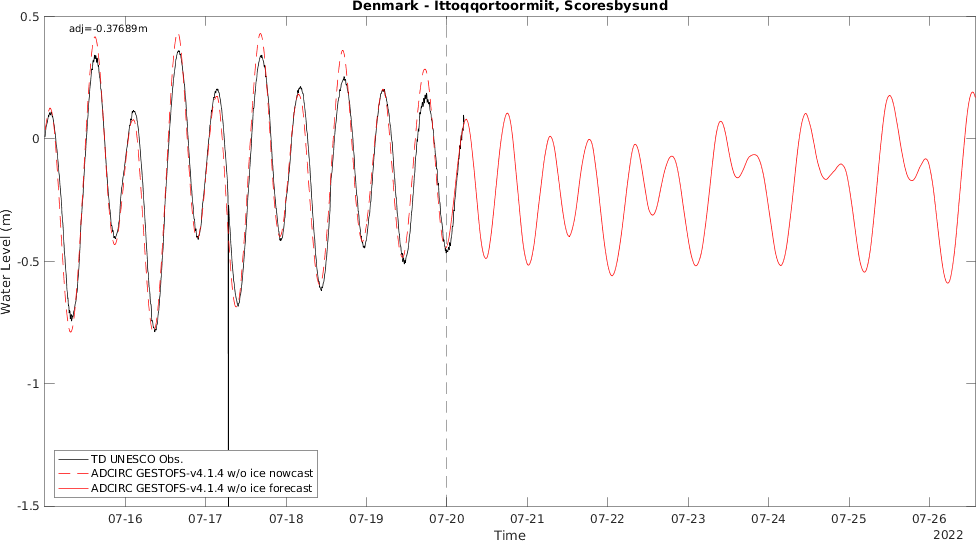 Denmark - Ittoqqortoormiit, Scoresbysund
adj=-0.37689m
0.5
0
-0.5
-1
-1.5
Water Level (m)
TD UNESCO Obs.
ADCIRC GESTOFS-v4.1.4 w/o ice nowcast
ADCIRC GESTOFS-v4.1.4 w/o ice forecast
07-16 07-17 07-18 07-19 07-20 07-21 07-22 07-23 07-24 07-25 07-26
Time
2022